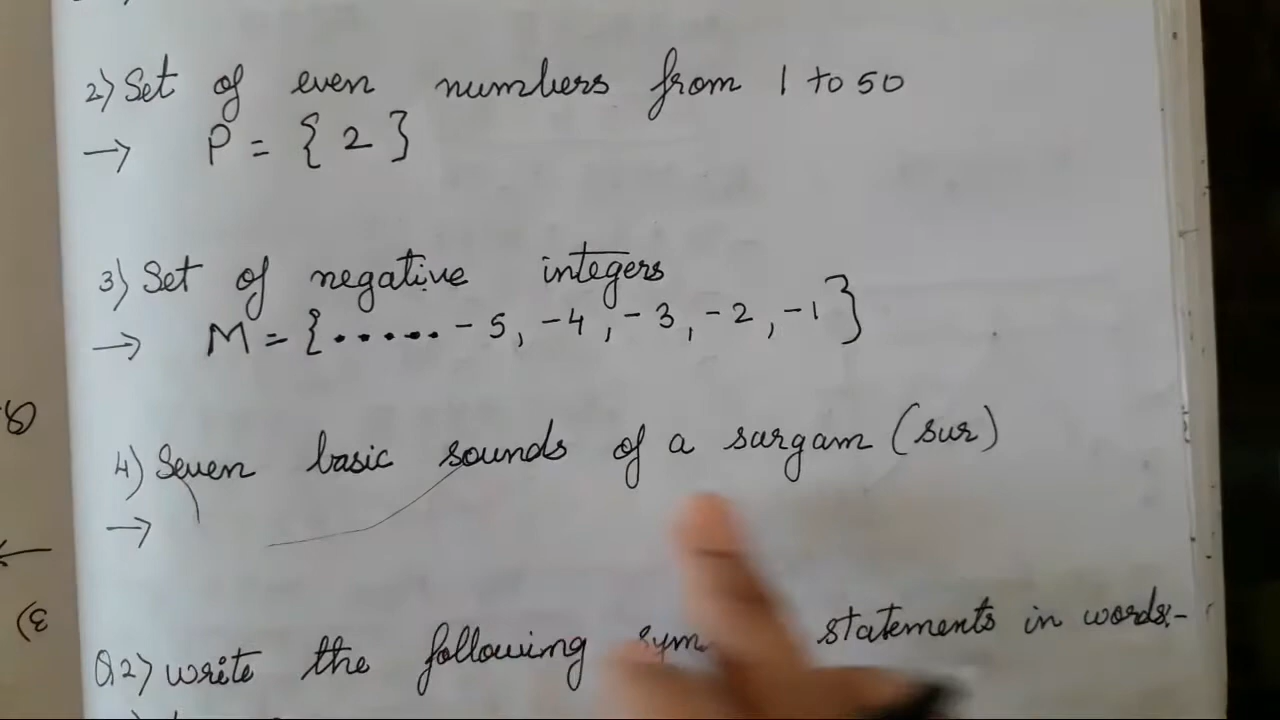 2) Set of even numbers from 1 to 50
→ P = { 2 }
3) Set of negative integers
→ M = {...... -5, -4, -3, -2, -1}
4) Seven basic sounds of a sargam (sur)
→
Q2) write the following statements in words:-